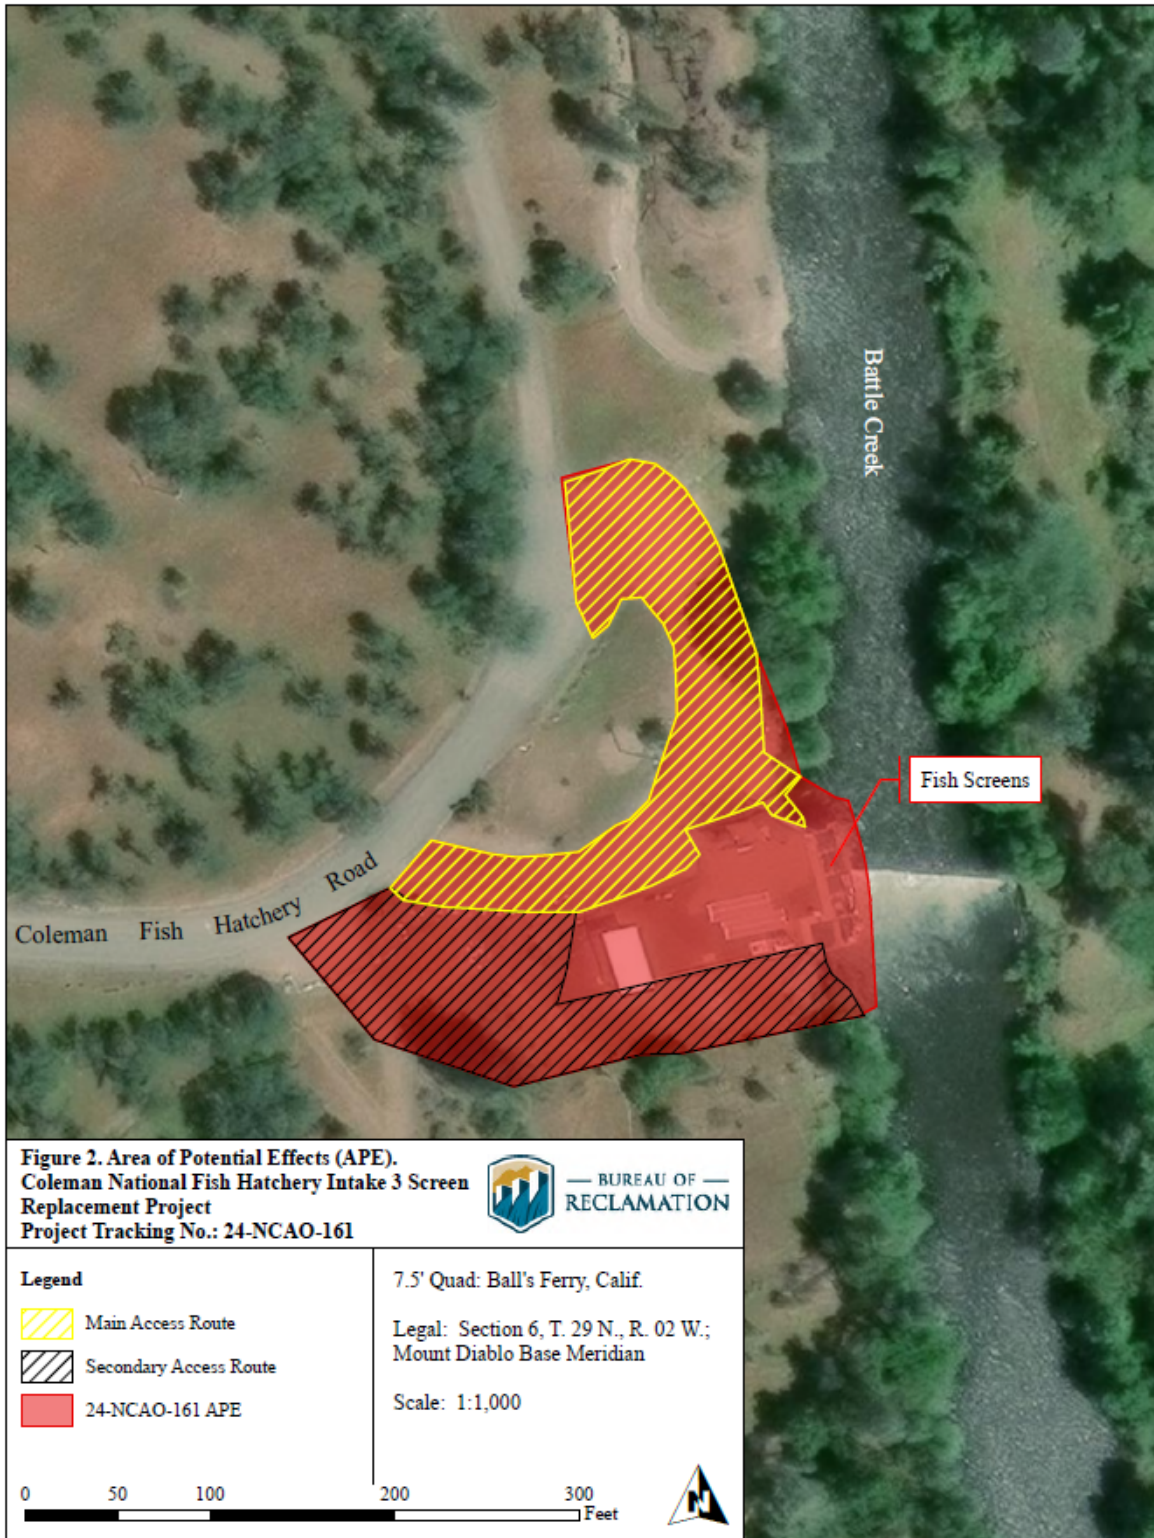 Battle Creek
Fish Screens
Coleman Fish Hatchery Road
Figure 2. Area of Potential Effects (APE).
Coleman National Fish Hatchery Intake 3 Screen
Replacement Project
Project Tracking No.: 24-NCAO-161
BUREAU OF
RECLAMATION
Legend
Main Access Route
Secondary Access Route
24-NCAO-161 APE
7.5' Quad: Ball's Ferry, Calif.
Legal: Section 6, T. 29 N., R. 02 W.;
Mount Diablo Base Meridian
Scale: 1:1,000
0 50 100 200 300
Feet
N